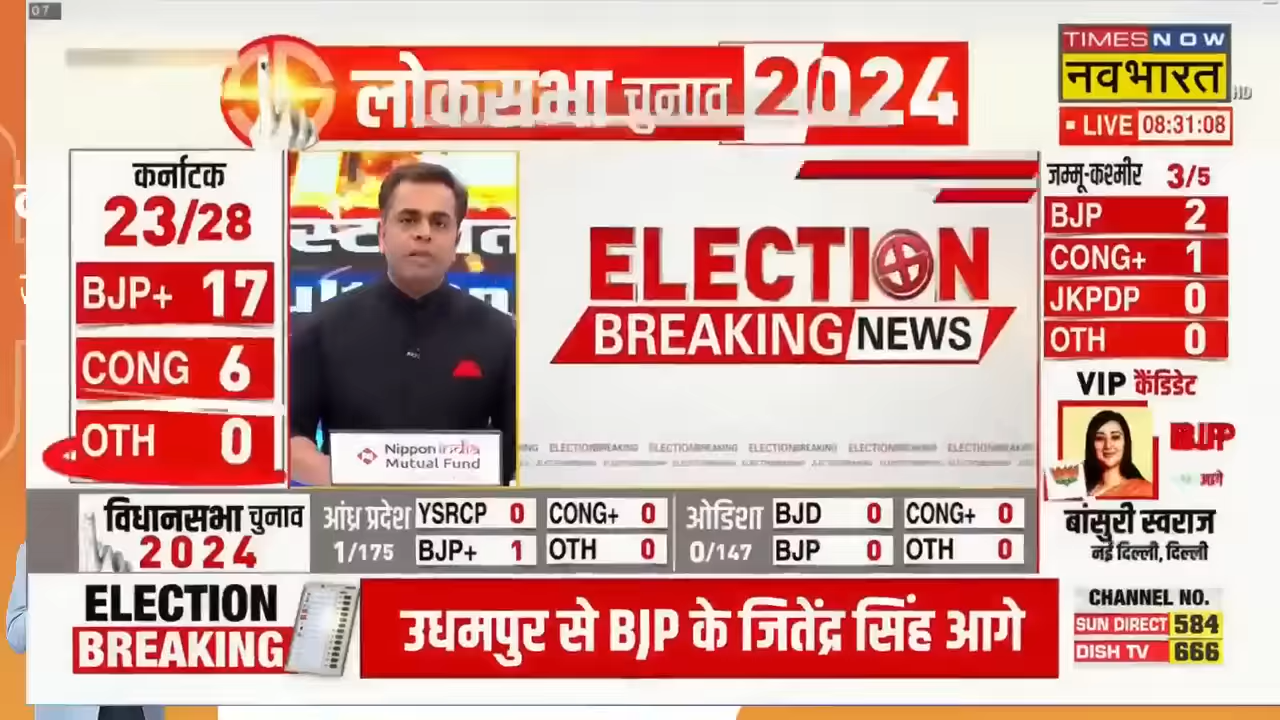 07
लोकसभा चुनाव 2024
TIMES NOW
नवभारत
HD
LIVE 08:31:08
कर्नाटक
23/28
BJP+ 17
CONG 6
OTH 0
Nippon india
Mutual Fund
ELECTION
BREAKING NEWS
ELECTIONBREAKING ELECTIONBREAKING ELECTIONBREAKING ELECTIONBREAKING
जम्मू-कश्मीर 3/5
BJP 2
CONG+ 1
JKPDP 0
OTH 0
VIP कैंडिडेट
BJP
आगे
बांसुरी स्वराज
नई दिल्ली, दिल्ली
विधानसभा चुनाव
2024
आंध्र प्रदेश YSRCP 0 CONG+ 0
1/175 BJP+ 1 OTH 0
ओडिशा BJD 0 CONG+ 0
0/147 BJP 0 OTH 0
ELECTION
BREAKING
उधमपुर से BJP के जितेंद्र सिंह आगे
CHANNEL NO.
SUN DIRECT 584
DISH TV 666